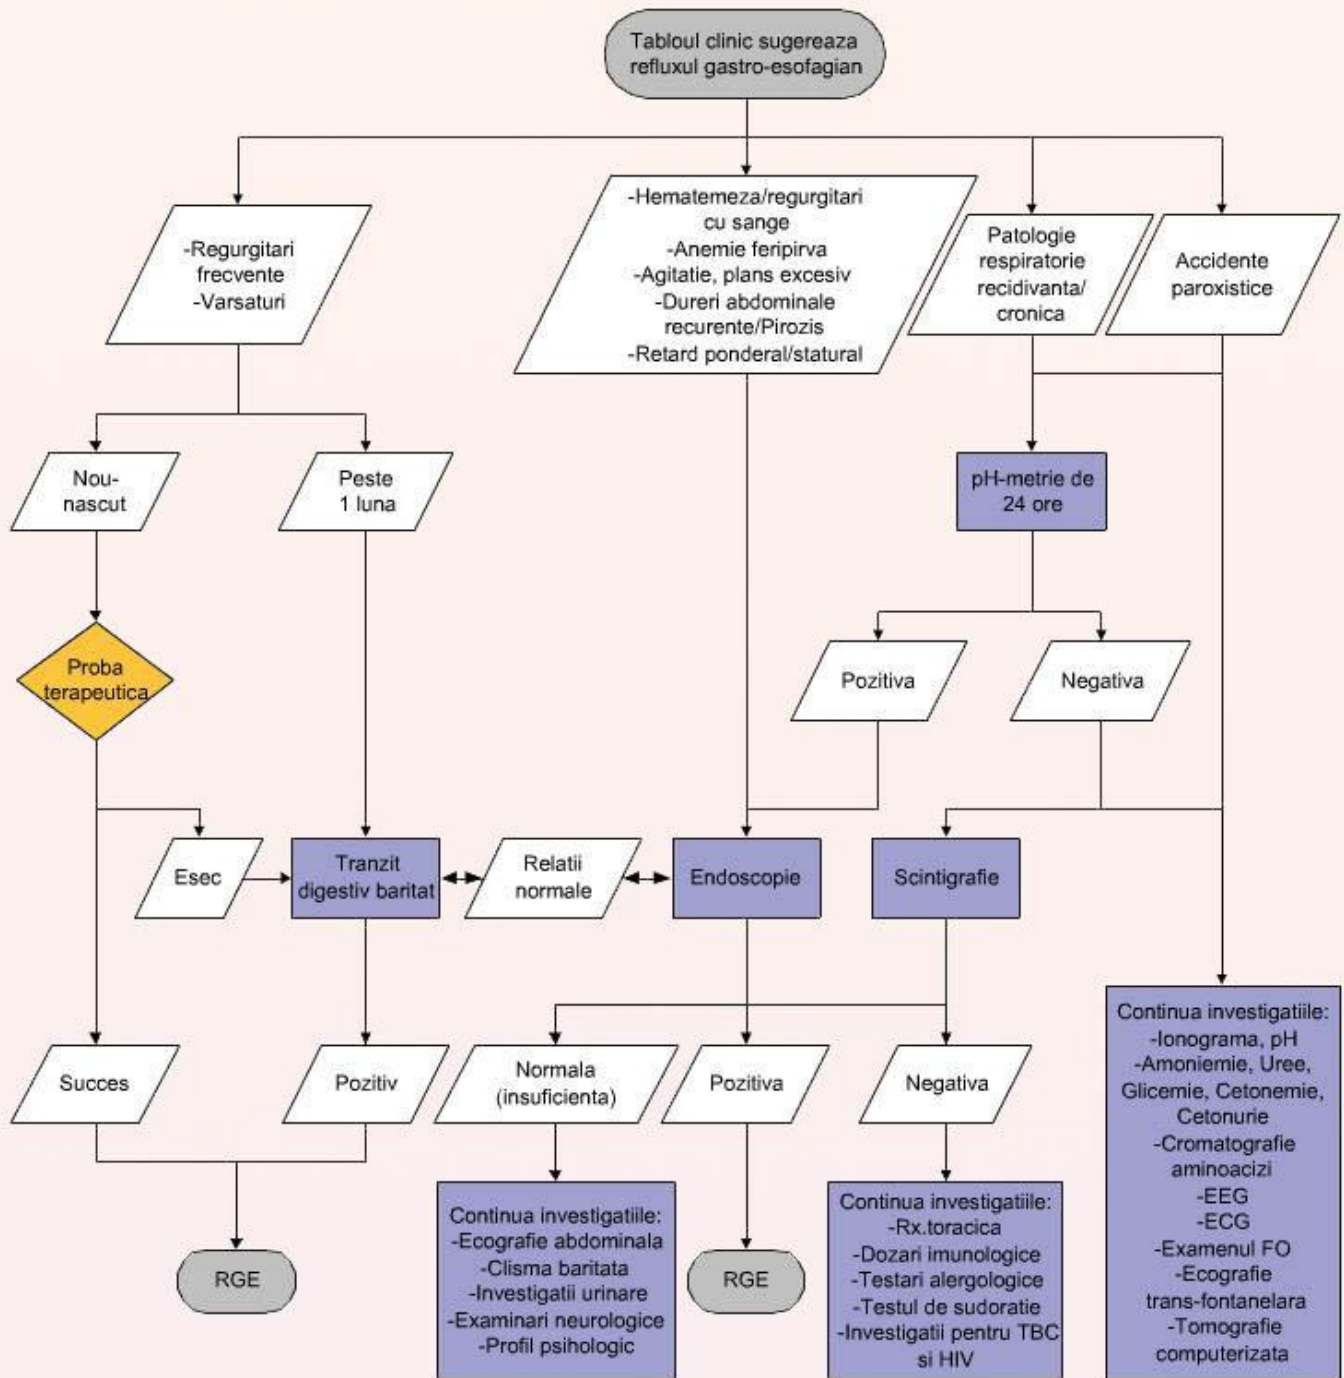 Tabloul clinic sugereaza
refluxul gastro-esofagian
-Regurgitari
frecvente
-Varsaturi
-Hematemeza/regurgitari
cu sange
-Anemie feripirva
-Agitatie, plans excesiv
-Dureri abdominale
recurente/Pirozis
-Retard ponderal/statural
Patologie
respiratorie
recidivanta/
cronica
Accidente
paroxistice
Nou-
nascut
Peste
1 luna
pH-metrie de
24 ore
Proba
terapeutica
Pozitiva
Negativa
Esec
Tranzit
digestiv baritat
Relatii
normale
Endoscopie
Scintigrafie
Succes
Pozitiv
Normala
(insuficienta)
Pozitiva
Negativa
Continua investigatiile:
-Ionograma, pH
-Amoniemie, Uree,
Glicemie, Cetonemie,
Cetonurie
-Cromatografie
aminoacizi
-EEG
-ECG
-Examenul FO
-Ecografie
trans-fontanelara
-Tomografie
computerizata
RGE
Continua investigatiile:
-Ecografie abdominala
-Clisma baritata
-Investigatii urinare
-Examinari neurologice
-Profil psihologic
RGE
Continua investigatiile:
-Rx.toracica
-Dozari imunologice
-Testari alergologice
-Testul de sudoratie
-Investigatii pentru TBC
si HIV